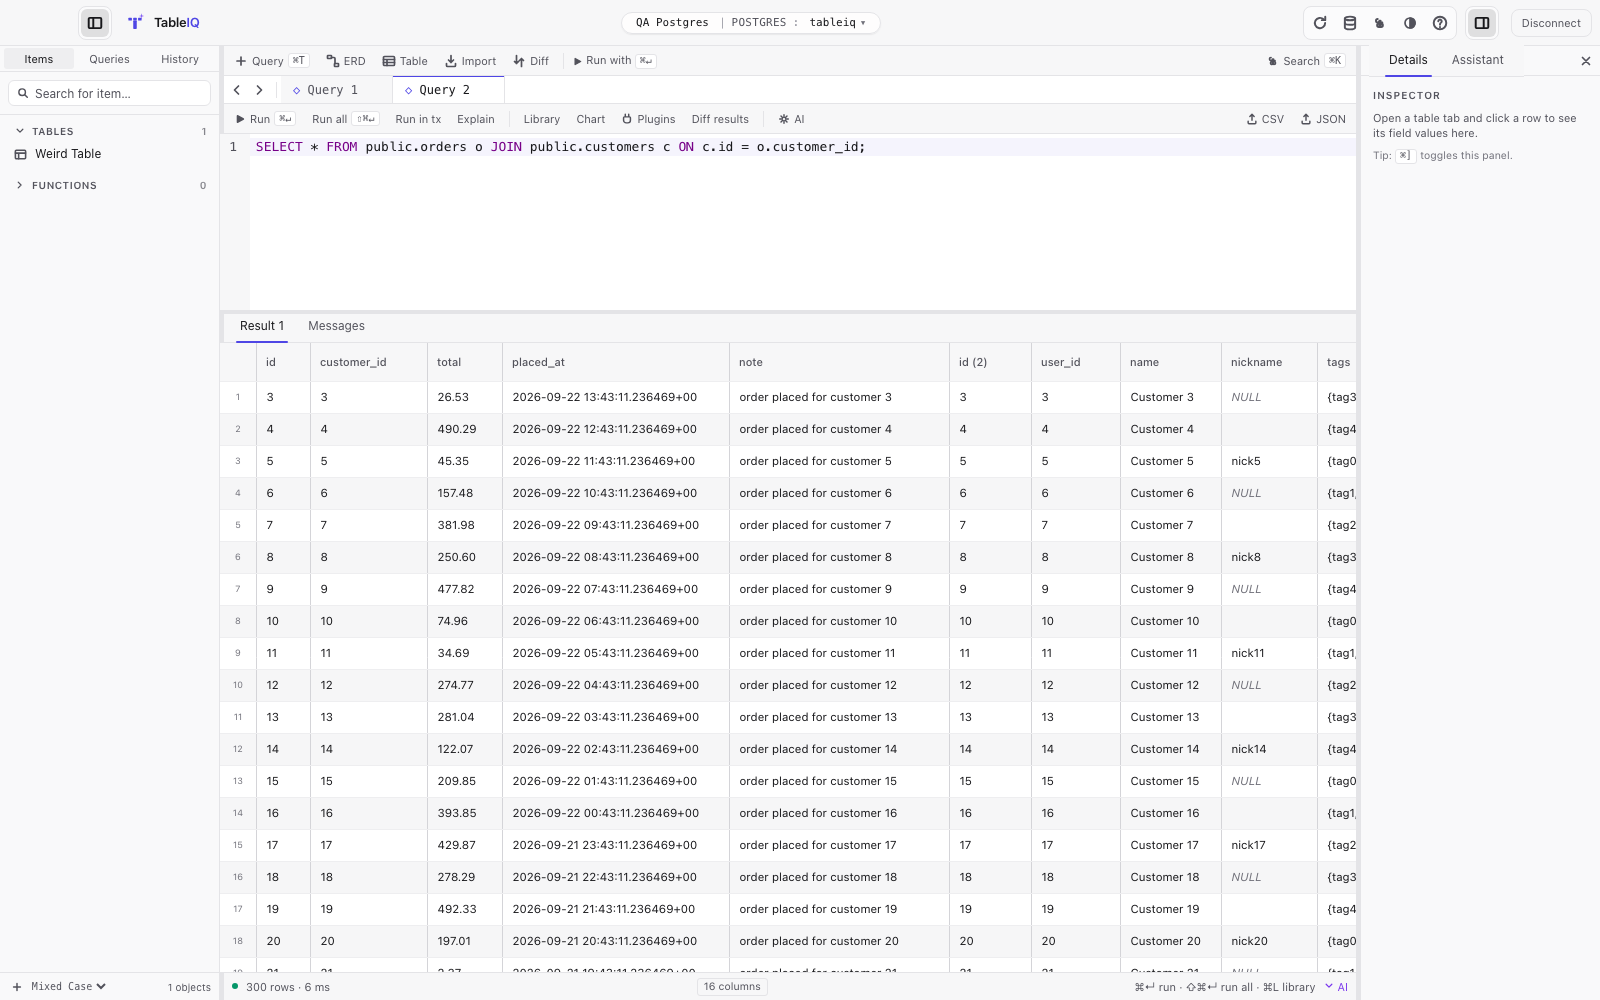 TableIQ
QA Postgres | POSTGRES : tableiq
Disconnect
Items Queries History
Search for item...
TABLES 1
Weird Table
FUNCTIONS 0
Query ⌘T ERD Table Import Diff Run with ⌘↵ Search ⌘K
Query 1 Query 2
Run ⌘↵ Run all ⇧⌘↵ Run in tx Explain Library Chart Plugins Diff results AI CSV JSON
1 SELECT * FROM public.orders o JOIN public.customers c ON c.id = o.customer_id;
Result 1 Messages
id customer_id total placed_at note id (2) user_id name nickname tags
1 3 3 26.53 2026-09-22 13:43:11.236469+00 order placed for customer 3 3 3 Customer 3 NULL {tag3
2 4 4 490.29 2026-09-22 12:43:11.236469+00 order placed for customer 4 4 4 Customer 4 {tag4
3 5 5 45.35 2026-09-22 11:43:11.236469+00 order placed for customer 5 5 5 Customer 5 nick5 {tag0
4 6 6 157.48 2026-09-22 10:43:11.236469+00 order placed for customer 6 6 6 Customer 6 NULL {tag1,
5 7 7 381.98 2026-09-22 09:43:11.236469+00 order placed for customer 7 7 7 Customer 7 {tag2
6 8 8 250.60 2026-09-22 08:43:11.236469+00 order placed for customer 8 8 8 Customer 8 nick8 {tag3
7 9 9 477.82 2026-09-22 07:43:11.236469+00 order placed for customer 9 9 9 Customer 9 NULL {tag4
8 10 10 74.96 2026-09-22 06:43:11.236469+00 order placed for customer 10 10 10 Customer 10 {tag0
9 11 11 34.69 2026-09-22 05:43:11.236469+00 order placed for customer 11 11 11 Customer 11 nick11 {tag1,
10 12 12 274.77 2026-09-22 04:43:11.236469+00 order placed for customer 12 12 12 Customer 12 NULL {tag2
11 13 13 281.04 2026-09-22 03:43:11.236469+00 order placed for customer 13 13 13 Customer 13 {tag3
12 14 14 122.07 2026-09-22 02:43:11.236469+00 order placed for customer 14 14 14 Customer 14 nick14 {tag4
13 15 15 209.85 2026-09-22 01:43:11.236469+00 order placed for customer 15 15 15 Customer 15 NULL {tag0
14 16 16 393.85 2026-09-22 00:43:11.236469+00 order placed for customer 16 16 16 Customer 16 {tag1,
15 17 17 429.87 2026-09-21 23:43:11.236469+00 order placed for customer 17 17 17 Customer 17 nick17 {tag2
16 18 18 278.29 2026-09-21 22:43:11.236469+00 order placed for customer 18 18 18 Customer 18 NULL {tag3
17 19 19 492.33 2026-09-21 21:43:11.236469+00 order placed for customer 19 19 19 Customer 19 {tag4
18 20 20 197.01 2026-09-21 20:43:11.236469+00 order placed for customer 20 20 20 Customer 20 nick20 {tag0
Details Assistant
INSPECTOR
Open a table tab and click a row to see
its field values here.
Tip: ⌘] toggles this panel.
Mixed Case 1 objects
300 rows · 6 ms 16 columns ⌘↵ run · ⇧⌘↵ run all · ⌘L library AI